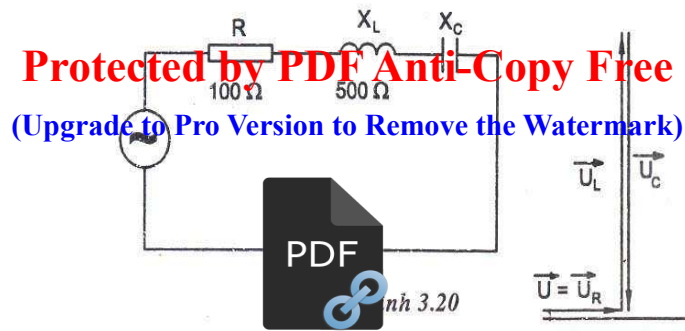 R
X_L
X_C
Protected by PDF Anti-Copy Free
100 Ω
500 Ω
(Upgrade to Pro Version to Remove the Watermark)
U_L
U_C
PDF
U = U_R
nh 3.20